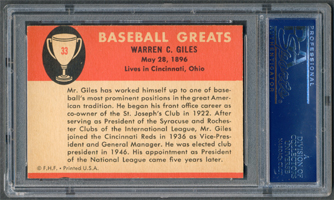 33
BASEBALL GREATS
WARREN C. GILES
May 28, 1896
Lives in Cincinnati, Ohio
Mr. Giles has worked himself up to one of base-
ball's most prominent positions in the great Amer-
ican tradition. He began his front office career as
co-owner of the St. Joseph's Club in 1922. After
serving as President of the Syracuse and Roches-
ter Clubs of the International League, Mr. Giles
joined the Cincinnati Reds in 1936 as Vice-Pres-
ident and General Manager. He was elected club
president in 1946. His appointment as President
of the National League came five years later.
© F.H.F. • Printed U.S.A.